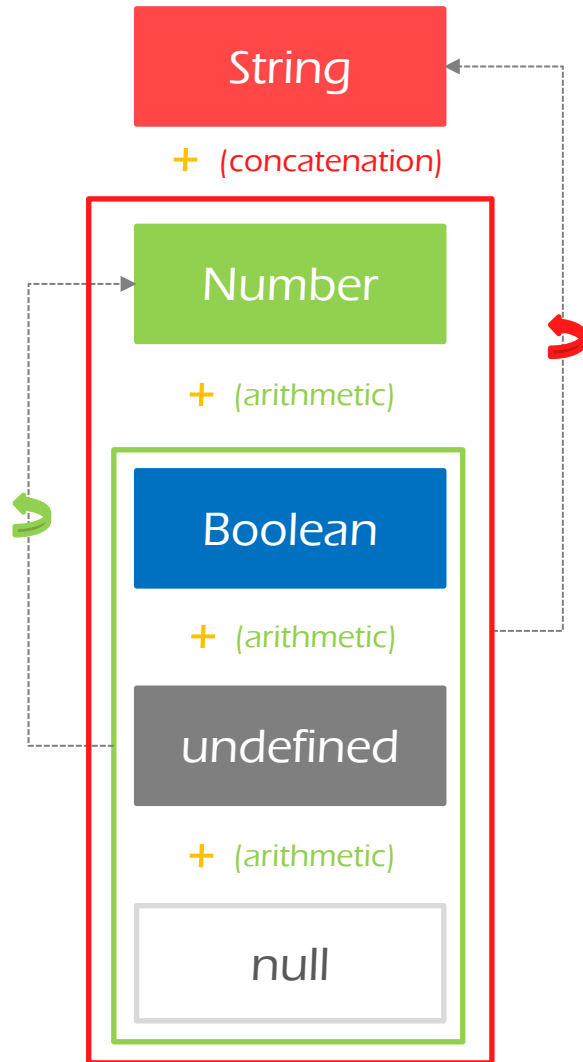 String
+ (concatenation)
Number
+ (arithmetic)
Boolean
+ (arithmetic)
undefined
+ (arithmetic)
null